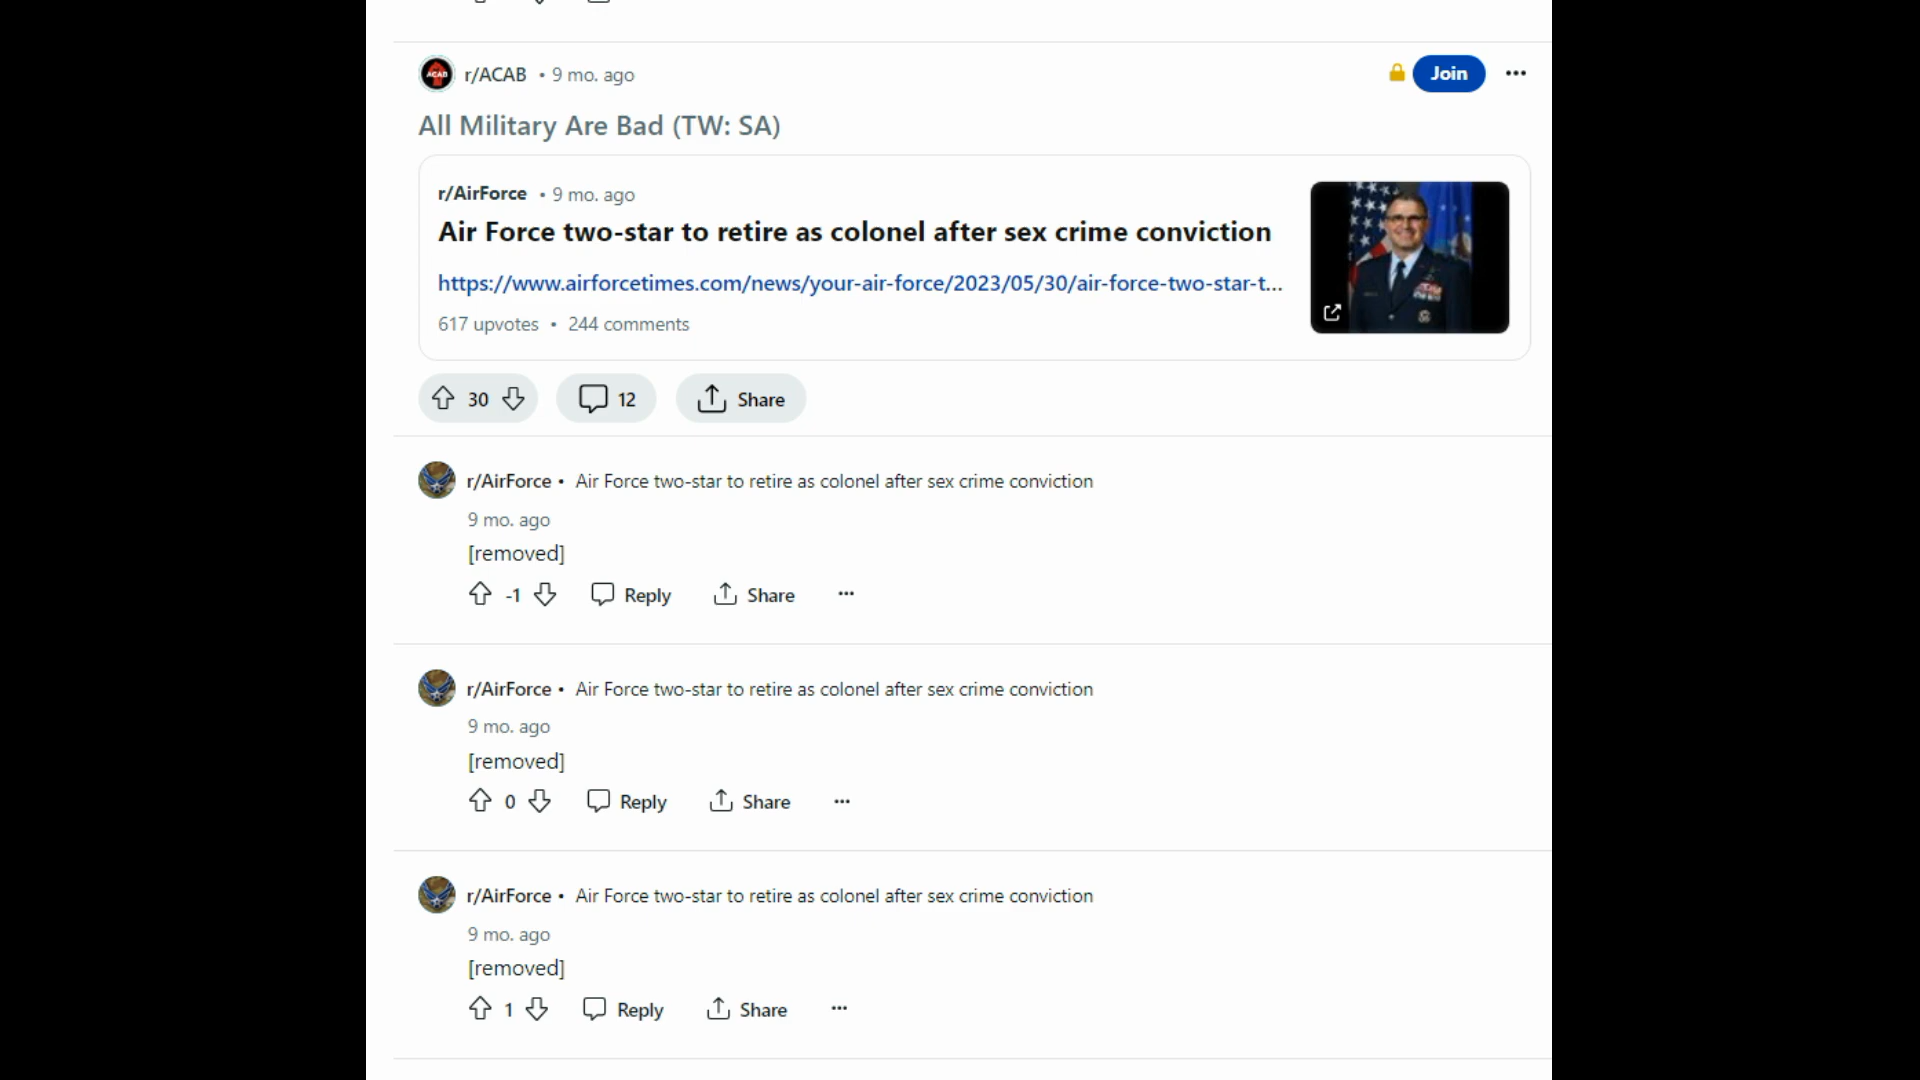 ACAB
r/ACAB • 9 mo. ago
Join
All Military Are Bad (TW: SA)
r/AirForce • 9 mo. ago
Air Force two-star to retire as colonel after sex crime conviction
https://www.airforcetimes.com/news/your-air-force/2023/05/30/air-force-two-star-t...
617 upvotes • 244 comments
30 12 Share
r/AirForce • Air Force two-star to retire as colonel after sex crime conviction
9 mo. ago
[removed]
-1 Reply Share
r/AirForce • Air Force two-star to retire as colonel after sex crime conviction
9 mo. ago
[removed]
0 Reply Share
r/AirForce • Air Force two-star to retire as colonel after sex crime conviction
9 mo. ago
[removed]
1 Reply Share